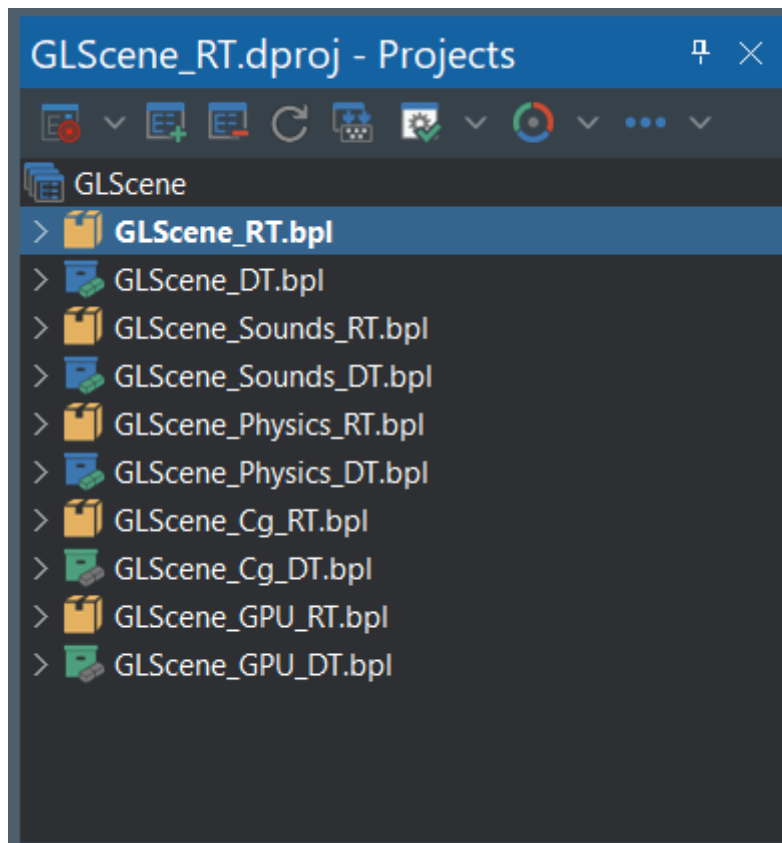 GLScene_RT.dproj - Projects
GLScene
GLScene_RT.bpl
GLScene_DT.bpl
GLScene_Sounds_RT.bpl
GLScene_Sounds_DT.bpl
GLScene_Physics_RT.bpl
GLScene_Physics_DT.bpl
GLScene_Cg_RT.bpl
GLScene_Cg_DT.bpl
GLScene_GPU_RT.bpl
GLScene_GPU_DT.bpl